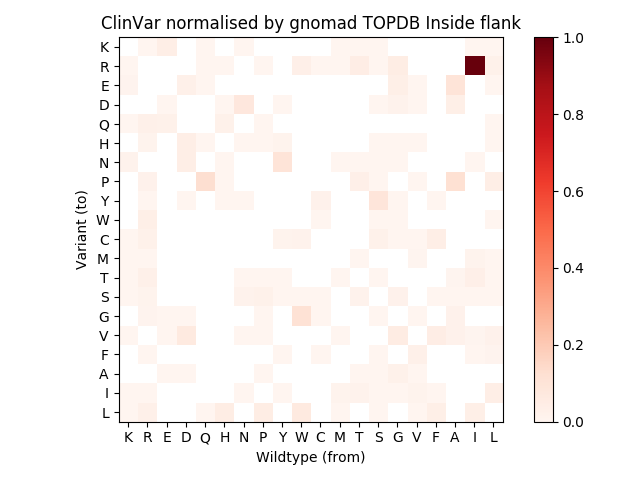 ClinVar normalised by gnomad TOPDB Inside flank
Variant (to)
K
R
E
D
Q
H
N
P
Y
W
C
M
T
S
G
V
F
A
I
L
K R E D Q H N P Y W C M T S G V F A I L
Wildtype (from)
1.0
0.8
0.6
0.4
0.2
0.0